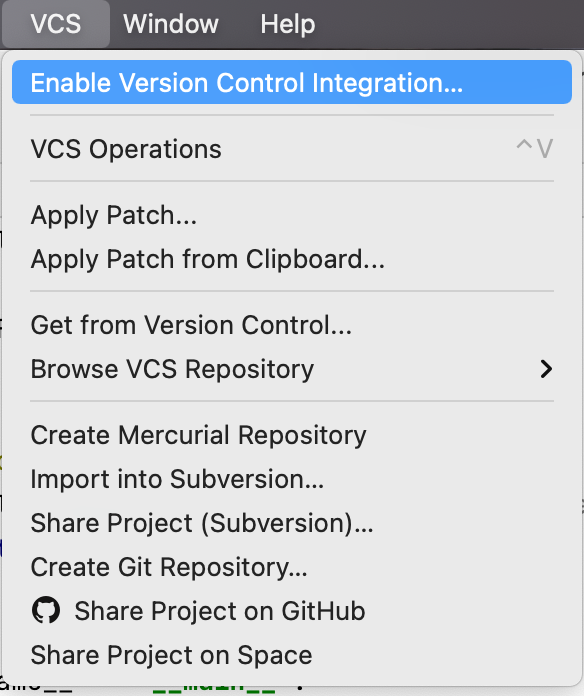 VCS Window Help
Enable Version Control Integration...
VCS Operations ^V
Apply Patch...
Apply Patch from Clipboard...
Get from Version Control...
Browse VCS Repository
Create Mercurial Repository
Import into Subversion...
Share Project (Subversion)...
Create Git Repository...
Share Project on GitHub
Share Project on Space